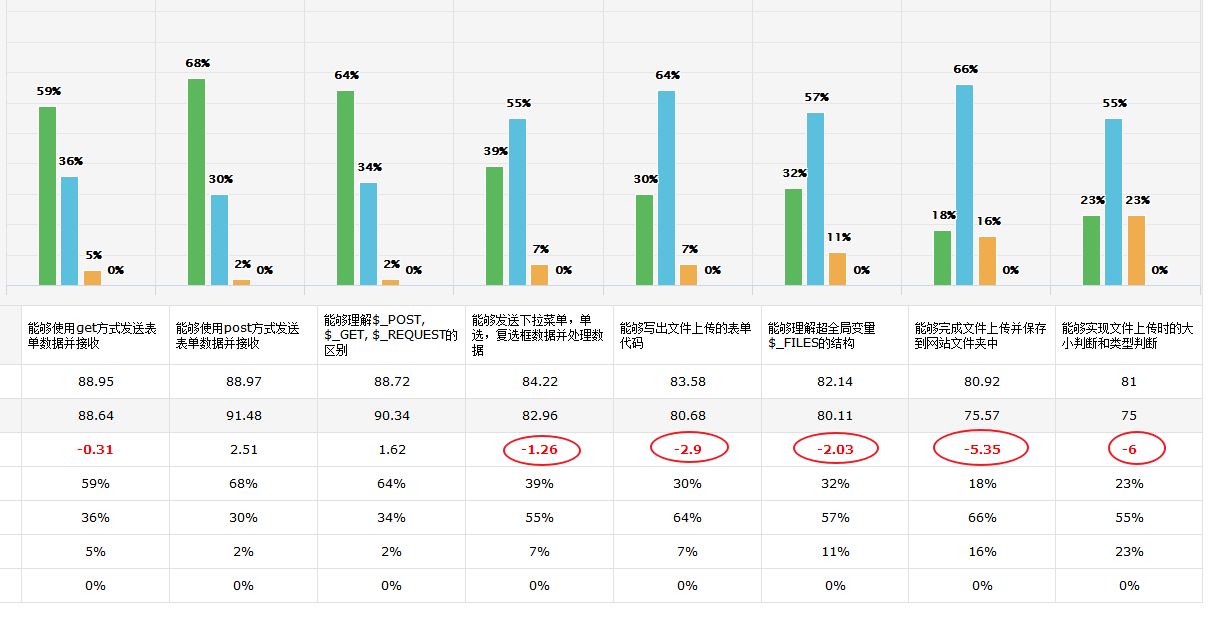 59% 36% 5% 0% 68% 30% 2% 0% 64% 34% 2% 0% 39% 55% 7% 0% 30% 64% 7% 0% 32% 57% 11% 0% 18% 66% 16% 0% 23% 55% 23% 0%
能够使用get方式发送表
单数据并接收
能够使用post方式发送
表单数据并接收
能够理解$_POST,
$_GET, $_REQUEST的
区别
能够发送下拉菜单，单
选，复选框数据并处理数
据
能够写出文件上传的表单
代码
能够理解超全局变量
$_FILES的结构
能够完成文件上传并保存
到网站文件夹中
能够实现文件上传时的大
小判断和类型判断
88.95 88.97 88.72 84.22 83.58 82.14 80.92 81
88.64 91.48 90.34 82.96 80.68 80.11 75.57 75
-0.31 2.51 1.62 -1.26 -2.9 -2.03 -5.35 -6
59% 68% 64% 39% 30% 32% 18% 23%
36% 30% 34% 55% 64% 57% 66% 55%
5% 2% 2% 7% 7% 11% 16% 23%
0% 0% 0% 0% 0% 0% 0% 0%